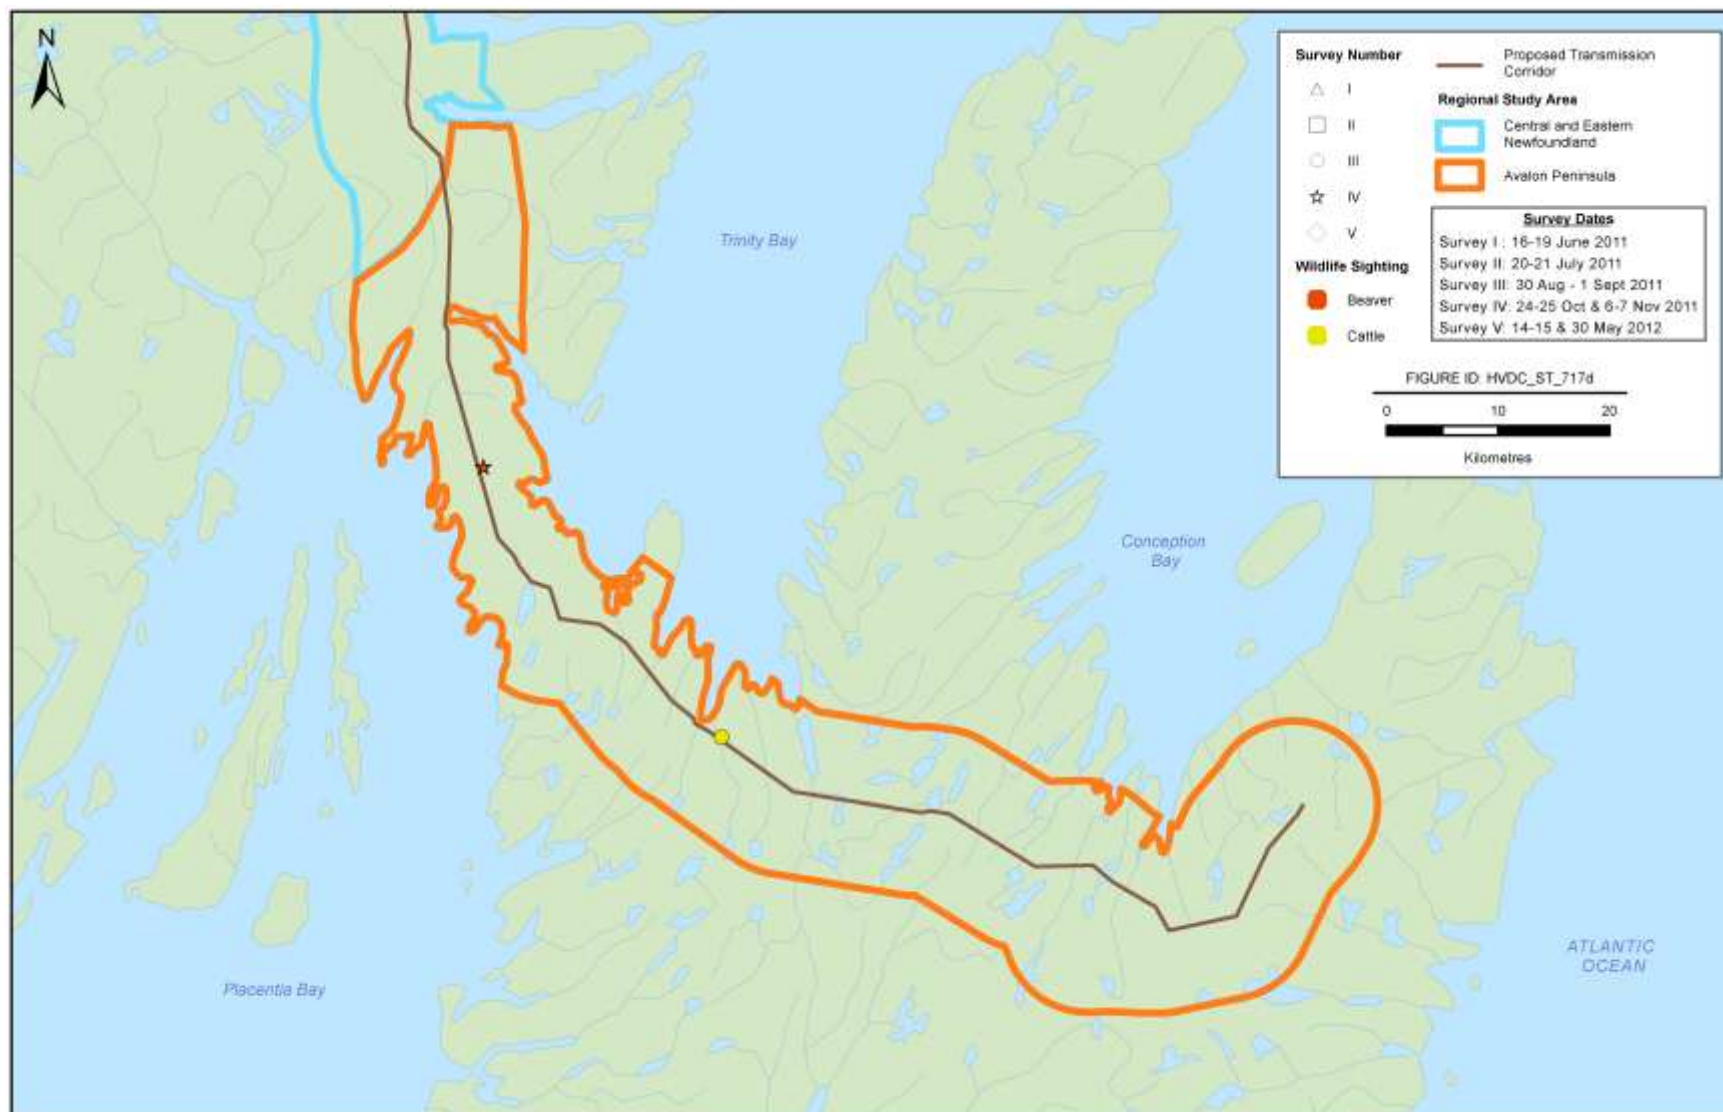 N
Trinity Bay
Conception
Bay
Placentia Bay
ATLANTIC
OCEAN
Survey Number
I
II
III
IV
V
Wildlife Sighting
Beaver
Cattle
Proposed Transmission
Corridor
Regional Study Area
Central and Eastern
Newfoundland
Avalon Peninsula
Survey Dates
Survey I : 16-19 June 2011
Survey II: 20-21 July 2011
Survey III: 30 Aug - 1 Sept 2011
Survey IV: 24-25 Oct & 6-7 Nov 2011
Survey V: 14-15 & 30 May 2012
FIGURE ID: HVDC_ST_717d
0 10 20
Kilometres